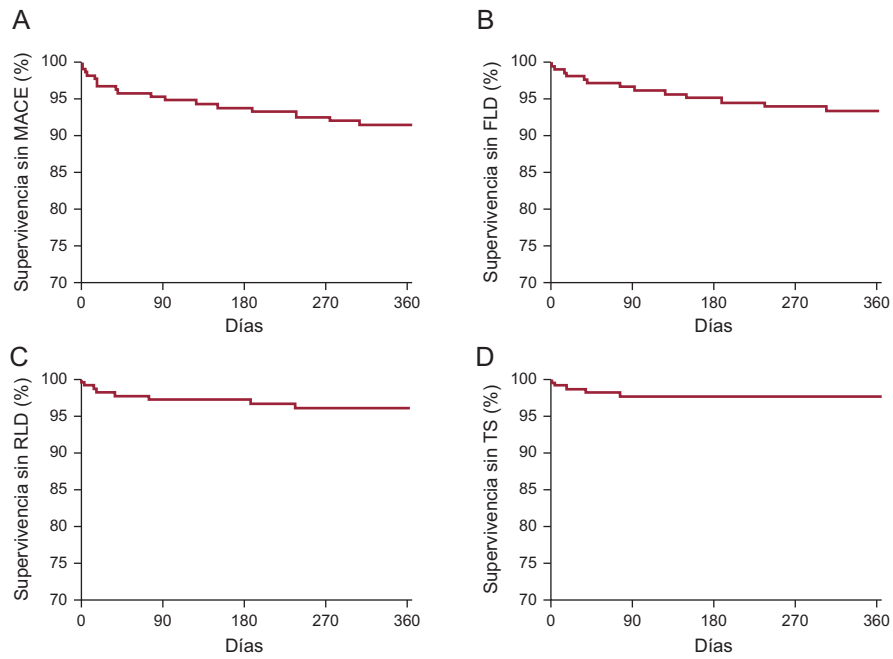 A
Supervivencia sin MACE (%)
100
95
90
85
80
75
70
0 90 180 270 360
Días
B
Supervivencia sin FLD (%)
100
95
90
85
80
75
70
0 90 180 270 360
Días
C
Supervivencia sin RLD (%)
100
95
90
85
80
75
70
0 90 180 270 360
Días
D
Supervivencia sin TS (%)
100
95
90
85
80
75
70
0 90 180 270 360
Días